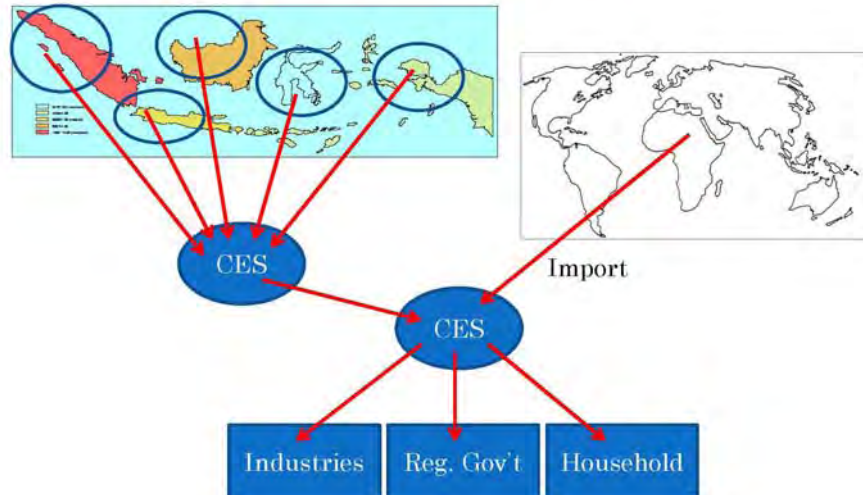 CES
Import
CES
Industries
Reg. Gov't
Household